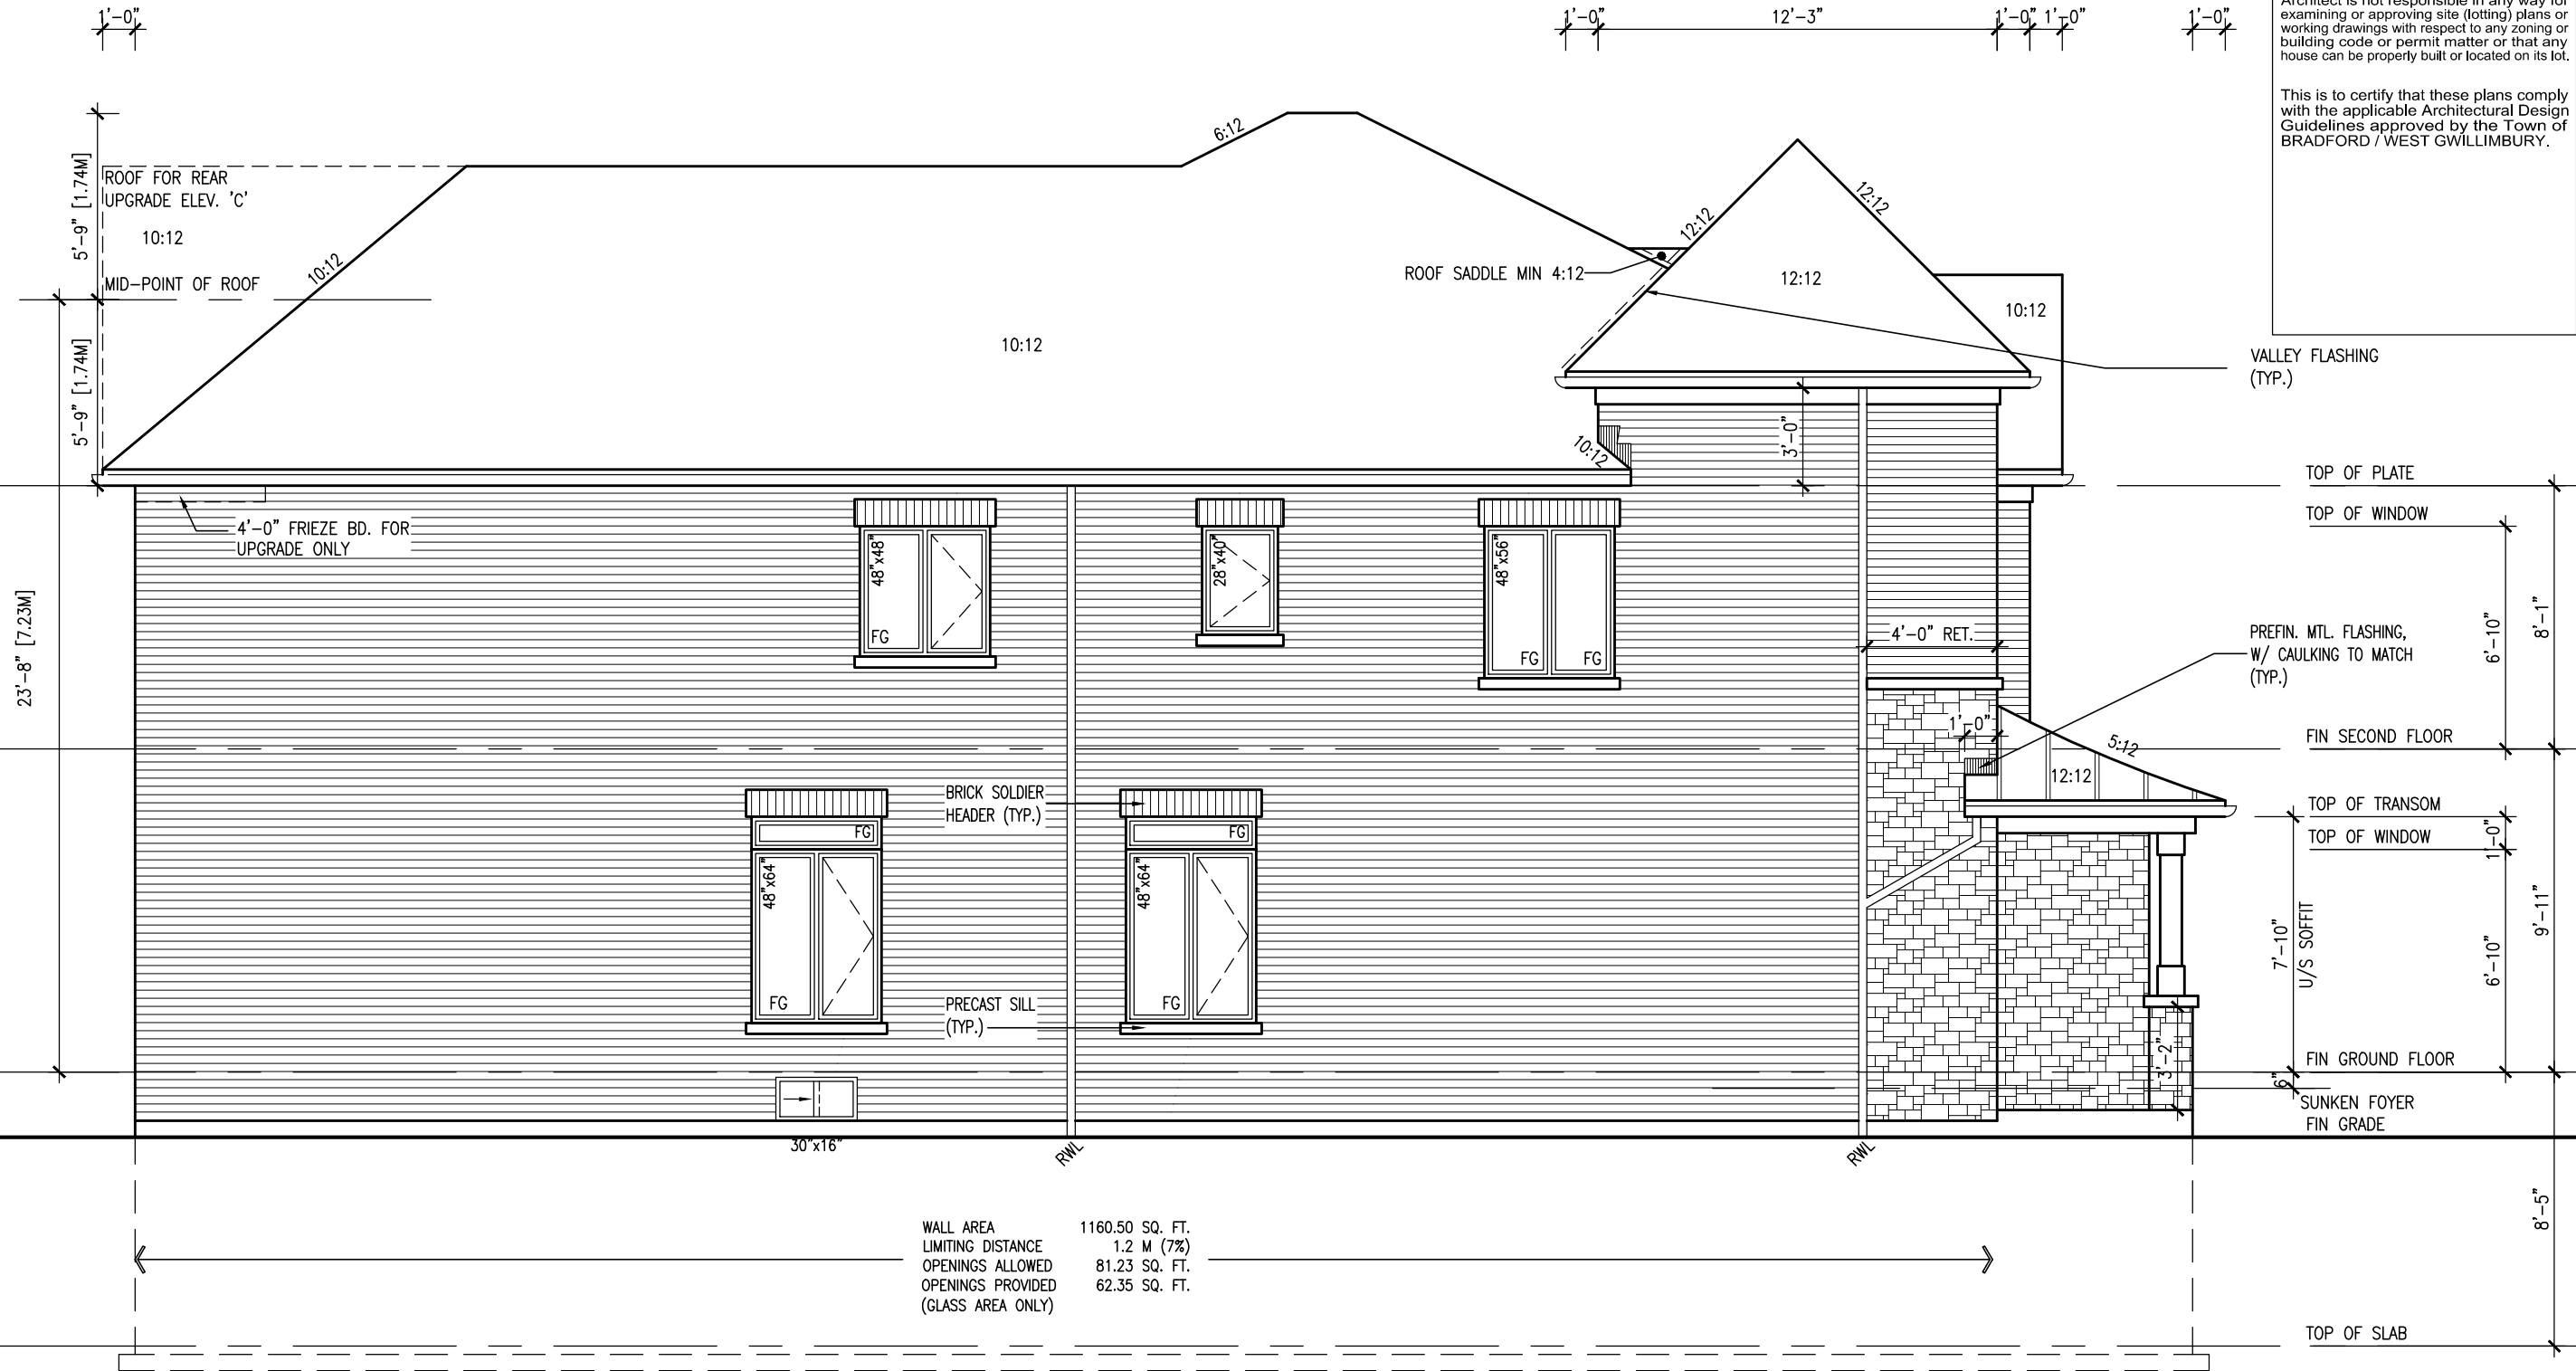 1'-0"
1'-0"
12'-3"
1'-0"
1'-0"
1'-0"
Architect is not responsible in any way for
examining or approving site (lotting) plans or
working drawings with respect to any zoning or
building code or permit matter or that any
house can be properly built or located on its lot.
This is to certify that these plans comply
with the applicable Architectural Design
Guidelines approved by the Town of
BRADFORD / WEST GWILLIMBURY.
5'-9" [1.74M]
ROOF FOR REAR
UPGRADE ELEV. 'C'
10:12
MID-POINT OF ROOF
10:12
6:12
10:12
5'-9" [1.74M]
ROOF SADDLE MIN 4:12
12:12
12:12
12:12
10:12
VALLEY FLASHING
(TYP.)
10:12
3'-0"
4'-0" FRIEZE BD. FOR
UPGRADE ONLY
48"x48"
FG
28"x40"
48"x56"
FG
FG
4'-0" RET.
TOP OF PLATE
TOP OF WINDOW
23'-8" [7.23M]
6'-10"
8'-1"
PREFIN. MTL. FLASHING,
W/ CAULKING TO MATCH
(TYP.)
1'-0"
5:12
12:12
FIN SECOND FLOOR
TOP OF TRANSOM
TOP OF WINDOW
BRICK SOLDIER
HEADER (TYP.)
FG
48"x64"
FG
FG
48"x64"
FG
PRECAST SILL
(TYP.)
1'-0"
7'-10"
U/S SOFFIT
6'-10"
9'-11"
3'-2"
FIN GROUND FLOOR
6"
SUNKEN FOYER
FIN GRADE
30"x16"
RWL
RWL
8'-5"
WALL AREA 1160.50 SQ. FT.
LIMITING DISTANCE 1.2 M (7%)
OPENINGS ALLOWED 81.23 SQ. FT.
OPENINGS PROVIDED 62.35 SQ. FT.
(GLASS AREA ONLY)
TOP OF SLAB